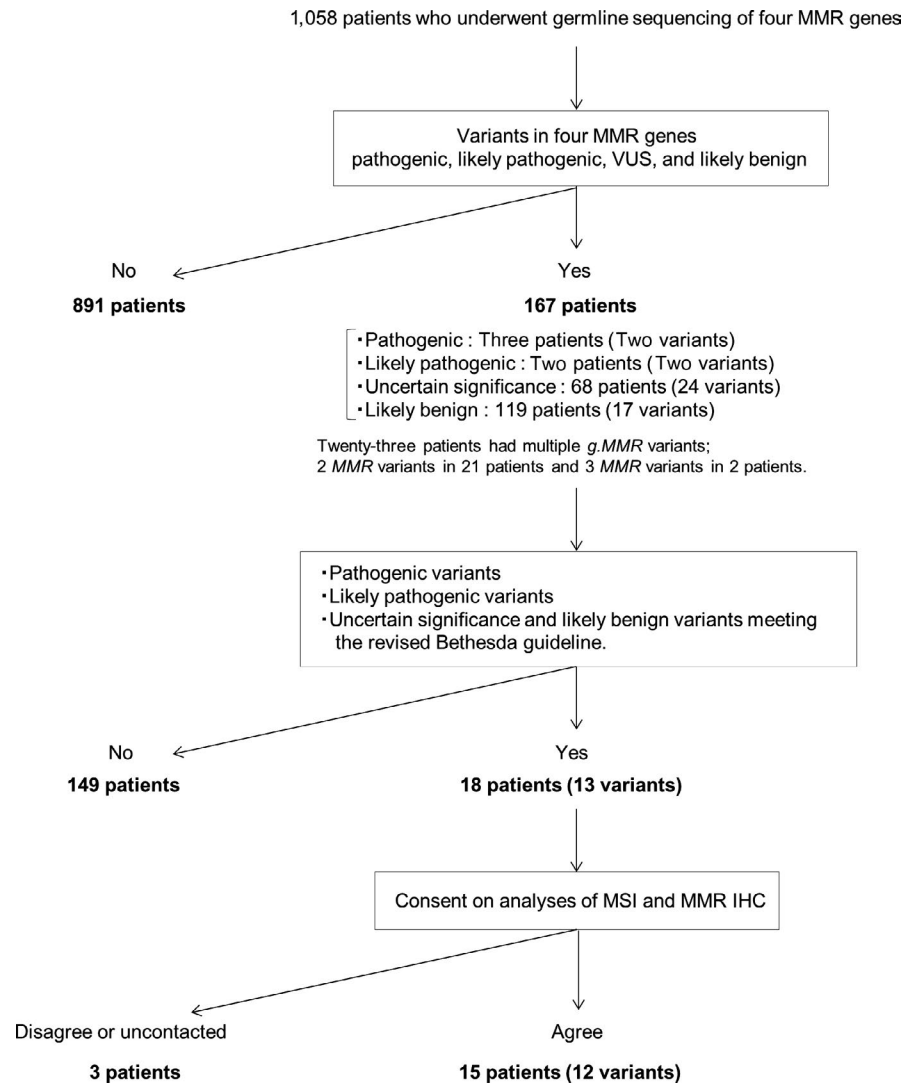 1,058 patients who underwent germline sequencing of four MMR genes
Variants in four MMR genes
pathogenic, likely pathogenic, VUS, and likely benign
No
Yes
891 patients
167 patients
・Pathogenic : Three patients (Two variants)
・Likely pathogenic : Two patients (Two variants)
・Uncertain significance : 68 patients (24 variants)
・Likely benign : 119 patients (17 variants)
Twenty-three patients had multiple g.MMR variants;
2 MMR variants in 21 patients and 3 MMR variants in 2 patients.
・Pathogenic variants
・Likely pathogenic variants
・Uncertain significance and likely benign variants meeting
the revised Bethesda guideline.
No
Yes
149 patients
18 patients (13 variants)
Consent on analyses of MSI and MMR IHC
Disagree or uncontacted
Agree
3 patients
15 patients (12 variants)